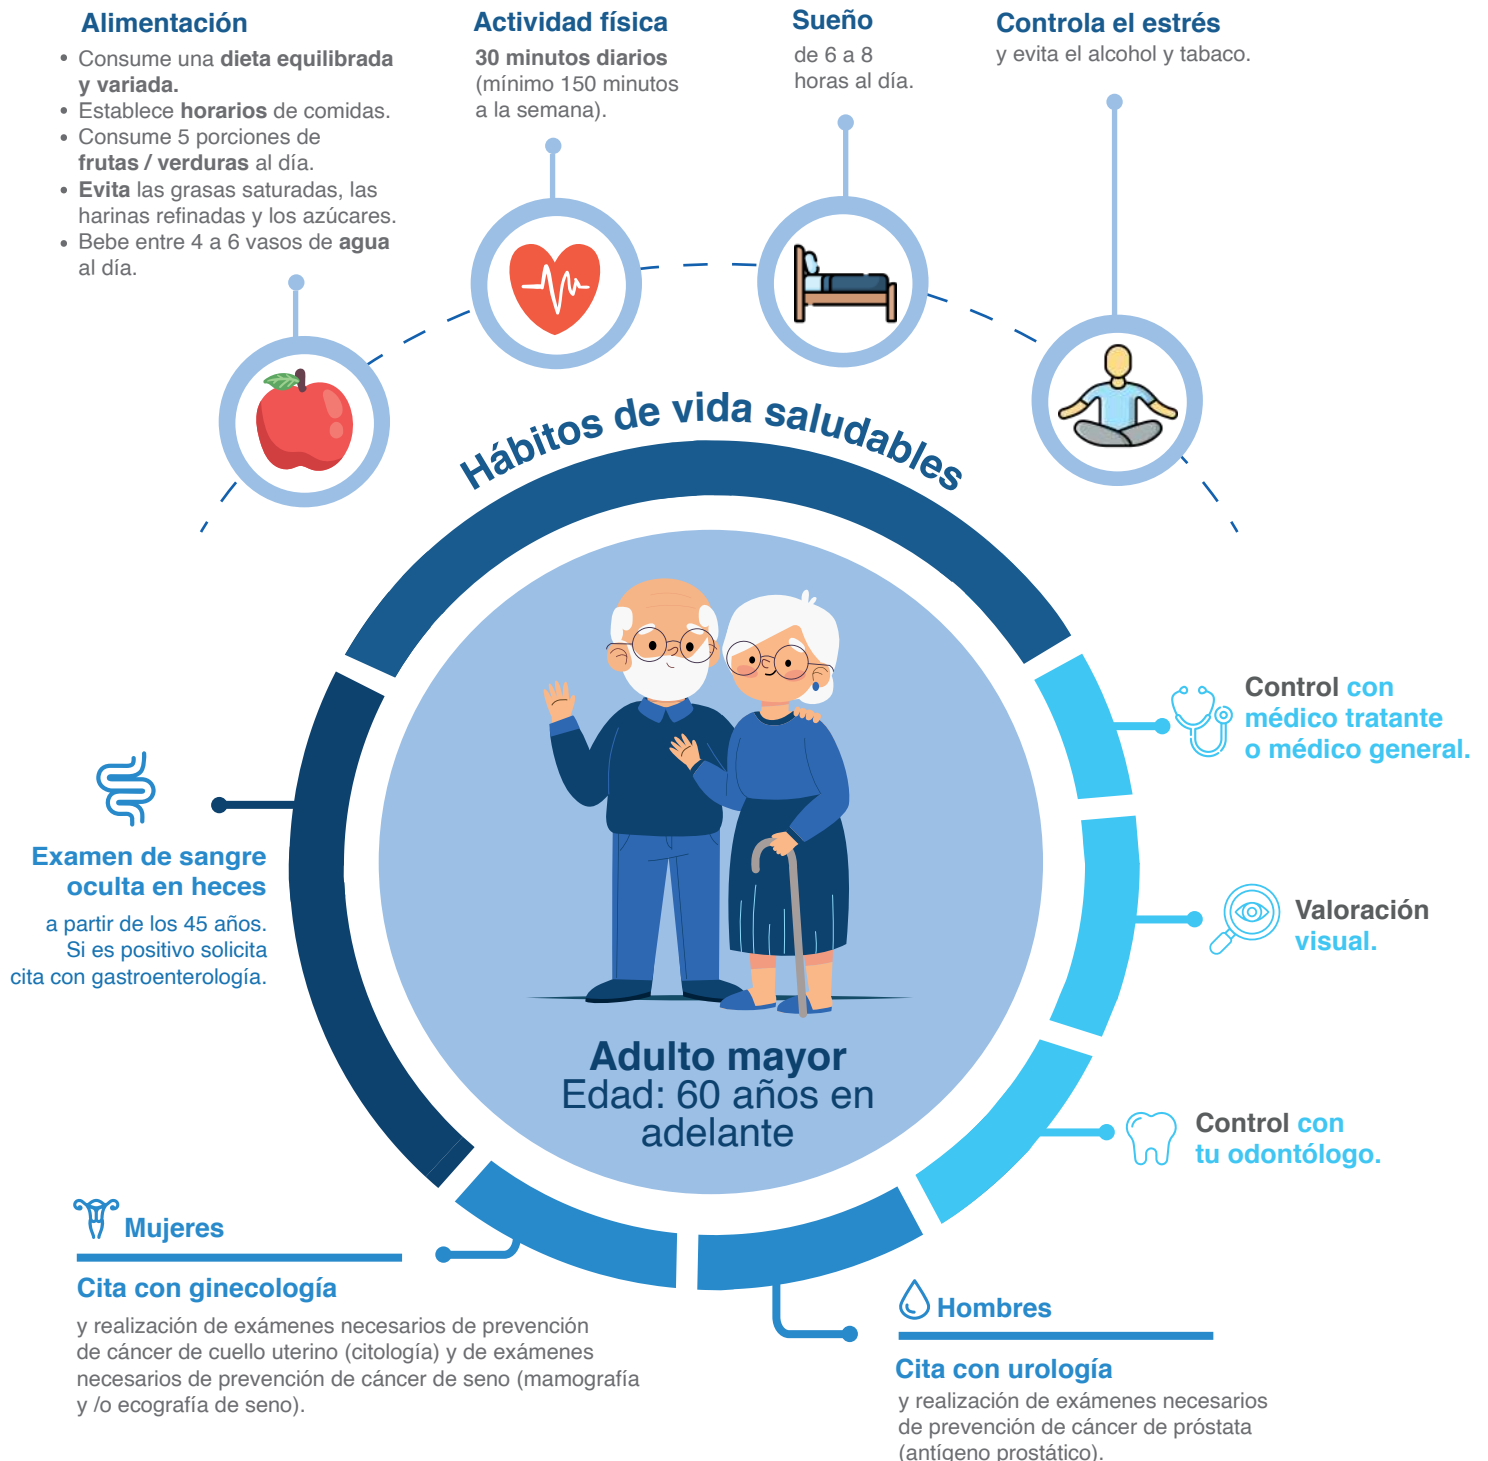 Alimentación
• Consume una dieta equilibrada
y variada.
• Establece horarios de comidas.
• Consume 5 porciones de
frutas / verduras al día.
• Evita las grasas saturadas, las
harinas refinadas y los azúcares.
• Bebe entre 4 a 6 vasos de agua
al día.
Actividad física
30 minutos diarios
(mínimo 150 minutos
a la semana).
Sueño
de 6 a 8
horas al día.
Controla el estrés
y evita el alcohol y tabaco.
Hábitos de vida saludables
Control con
médico tratante
o médico general.
Valoración
visual.
Control con
tu odontólogo.
Examen de sangre
oculta en heces
a partir de los 45 años.
Si es positivo solicita
cita con gastroenterología.
Adulto mayor
Edad: 60 años en
adelante
Mujeres
Cita con ginecología
y realización de exámenes necesarios de prevención
de cáncer de cuello uterino (citología) y de exámenes
necesarios de prevención de cáncer de seno (mamografía
y /o ecografía de seno).
Hombres
Cita con urología
y realización de exámenes necesarios
de prevención de cáncer de próstata
(antígeno prostático).